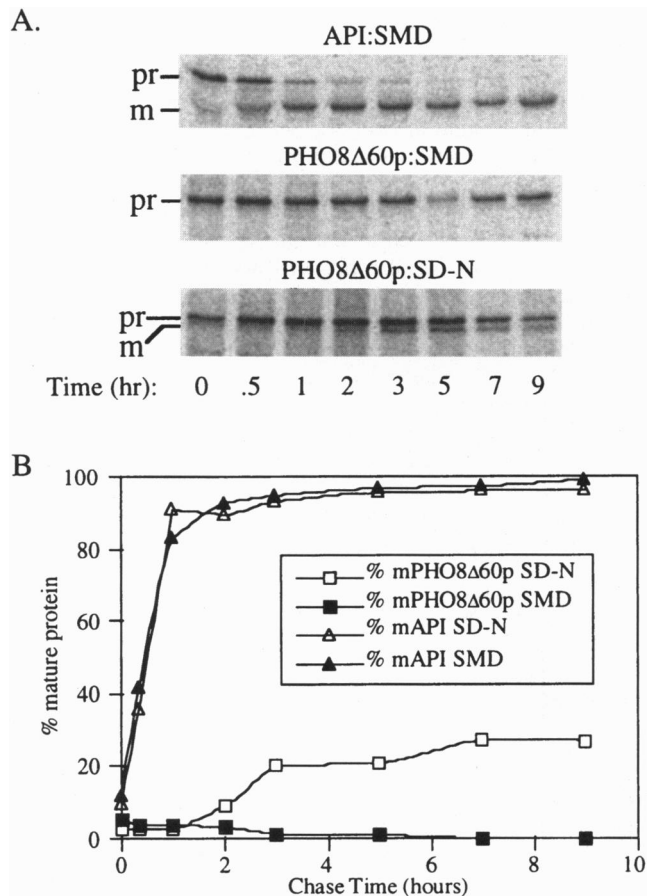 A.
API:SMD
pr
m
PHO8Δ60p:SMD
pr
PHO8Δ60p:SD-N
pr
m
Time (hr): 0 .5 1 2 3 5 7 9
B
100
80
60
40
20
0
% mature protein
% mPHO8Δ60p SD-N
% mPHO8Δ60p SMD
% mAPI SD-N
% mAPI SMD
0 2 4 6 8 10
Chase Time (hours)